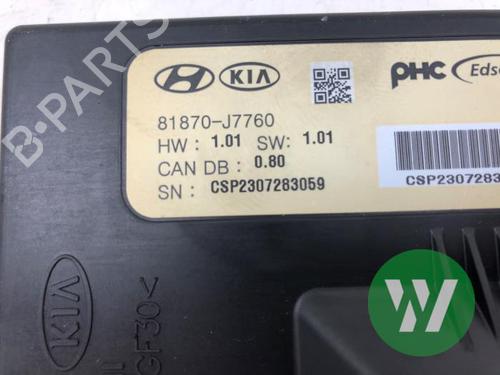 KIA
PHC
81870-J7760
HW : 1.01 SW: 1.01
CAN DB : 0.80
SN : CSP2307283059
CSP2307283
KIA
GF30<
B-PARTS
W